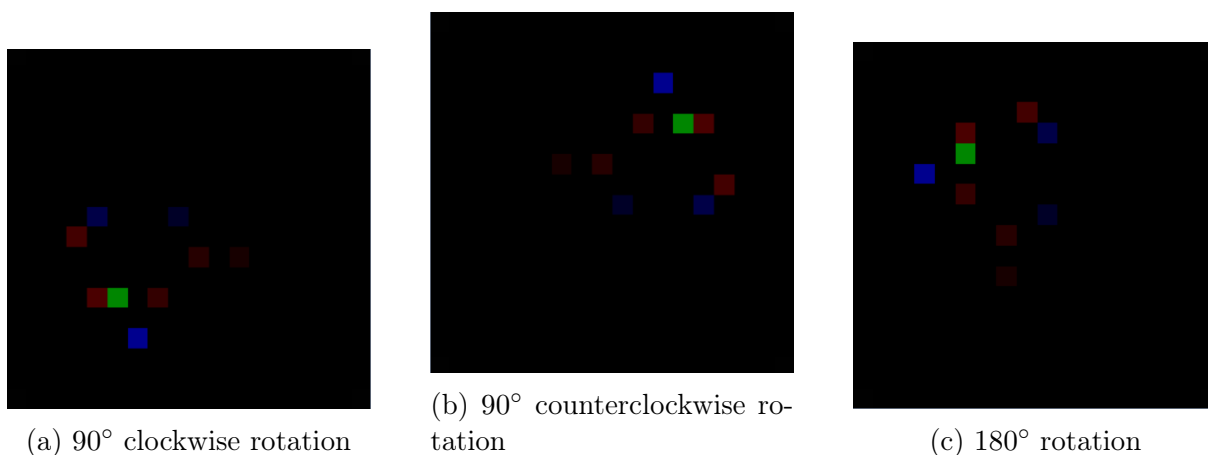 (a) 90° clockwise rotation
(b) 90° counterclockwise ro-
tation
(c) 180° rotation